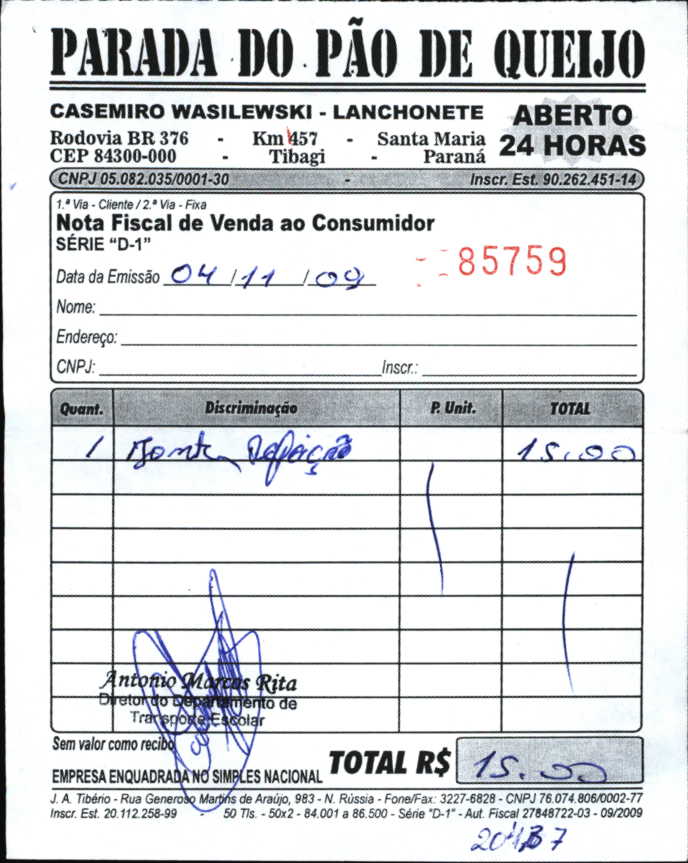 PARADA DO PÃO DE QUEIJO
CASEMIRO WASILEWSKI - LANCHONETE
ABERTO
24 HORAS
Rodovia BR 376 - Km 457 - Santa Maria
CEP 84300-000 - Tibagi - Paraná
CNPJ 05.082.035/0001-30 - Inscr. Est. 90.262.451-14
1.ª Via - Cliente / 2.ª Via - Fixa
Nota Fiscal de Venda ao Consumidor
SÉRIE "D-1"
85759
Data da Emissão 04/11/09
Nome:
Endereço:
CNPJ: Inscr.:
Quant. Discriminação P. Unit. TOTAL
1 Refeição 15,00
Antonio Marcos Rita
Diretor do Departamento de
Transporte Escolar
Sem valor como recibo
EMPRESA ENQUADRADA NO SIMPLES NACIONAL
TOTAL R$ 15.00
J. A. Tibério - Rua Generoso Martins de Araújo, 983 - N. Rússia - Fone/Fax: 3227-6828 - CNPJ 76.074.806/0002-77
Inscr. Est. 20.112.258-99 50 Tls. - 50x2 - 84.001 a 86.500 - Série "D-1" - Aut. Fiscal 27848722-03 - 09/2009